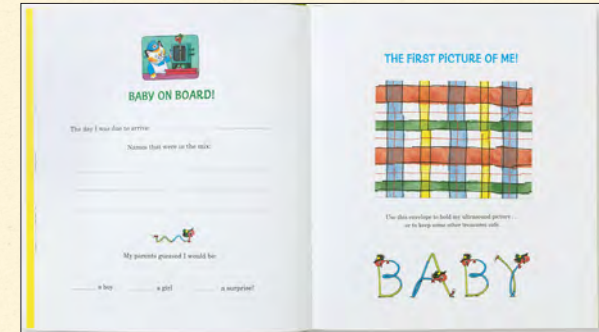 BABY ON BOARD!
The day I was due to arrive:
Names that were in the mix:
My parents guessed I would be:
a boy a girl a surprise!
THE FIRST PICTURE OF ME!
Use this envelope to hold my ultrasound picture . . .
or to keep some other treasures safe.
BABY